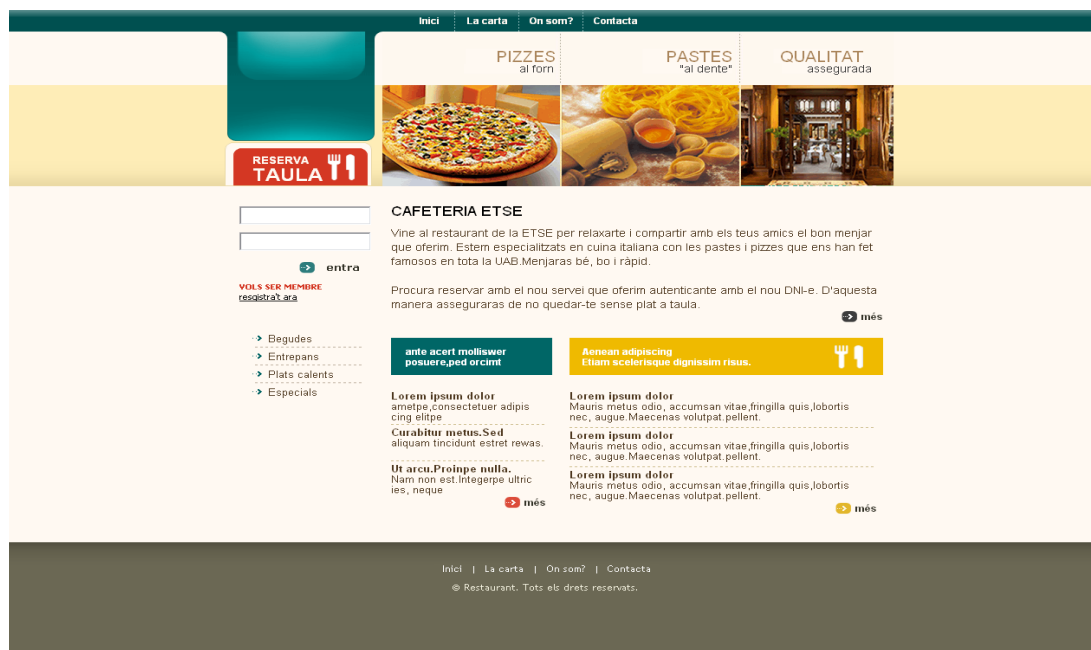 Inici
La carta
On som?
Contacta
PIZZES
al forn
PASTES
"al dente"
QUALITAT
assegurada
RESERVA
TAULA
entra
VOLS SER MEMBRE
resgistra't ara
Begudes
Entrepans
Plats calents
Especials
CAFETERIA ETSE
Vine al restaurant de la ETSE per relaxarte i compartir amb els teus amics el bon menjar
que oferim. Estem especialitzats en cuina italiana con les pastes i pizzes que ens han fet
famosos en tota la UAB.Menjaras bé, bo i ràpid.
Procura reservar amb el nou servei que oferim autenticante amb el nou DNI-e. D'aquesta
manera asseguraras de no quedar-te sense plat a taula.
més
ante acert molliswer
posuere,ped orcimt
Lorem ipsum dolor
ametpe,consectetuer adipis
cing elitpe
Curabitur metus.Sed
aliquam tincidunt estret rewas.
Ut arcu.Proinpe nulla.
Nam non est.Integerpe ultric
ies, neque
més
Aenean adipiscing
Etiam scelerisque dignissim risus.
Lorem ipsum dolor
Mauris metus odio, accumsan vitae,fringilla quis,lobortis
nec, augue.Maecenas volutpat.pellent.
Lorem ipsum dolor
Mauris metus odio, accumsan vitae,fringilla quis,lobortis
nec, augue.Maecenas volutpat.pellent.
Lorem ipsum dolor
Mauris metus odio, accumsan vitae,fringilla quis,lobortis
nec, augue.Maecenas volutpat.pellent.
més
Inici | La carta | On som? | Contacta
© Restaurant. Tots els drets reservats.